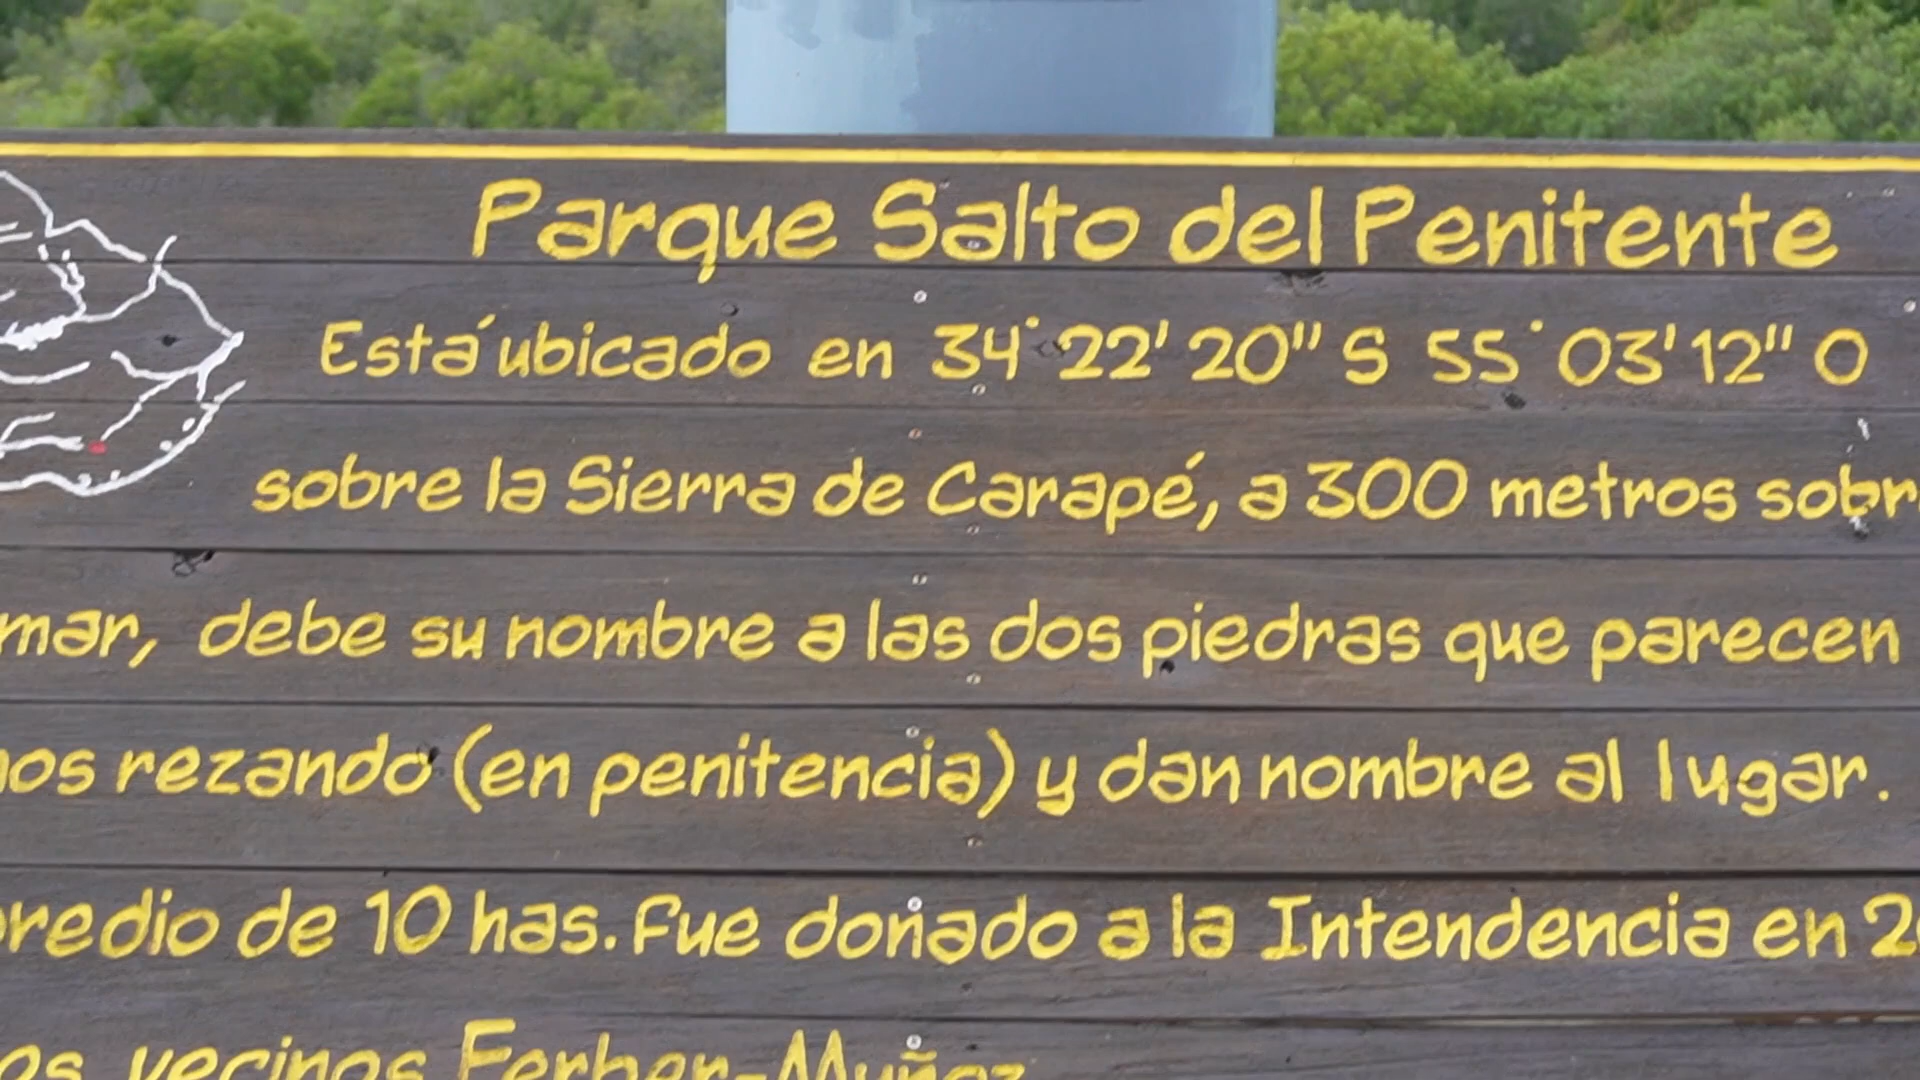 Parque Salto del Penitente
Está ubicado en 34° 22' 20" S 55° 03' 12" O
sobre la Sierra de Carapé, a 300 metros
mar, debe su nombre a las dos piedras que parecen
rezando (en penitencia) y dan nombre al lugar.
de 10 has. Fue donado a la Intendencia en
vecinos Ferber-Muñoz